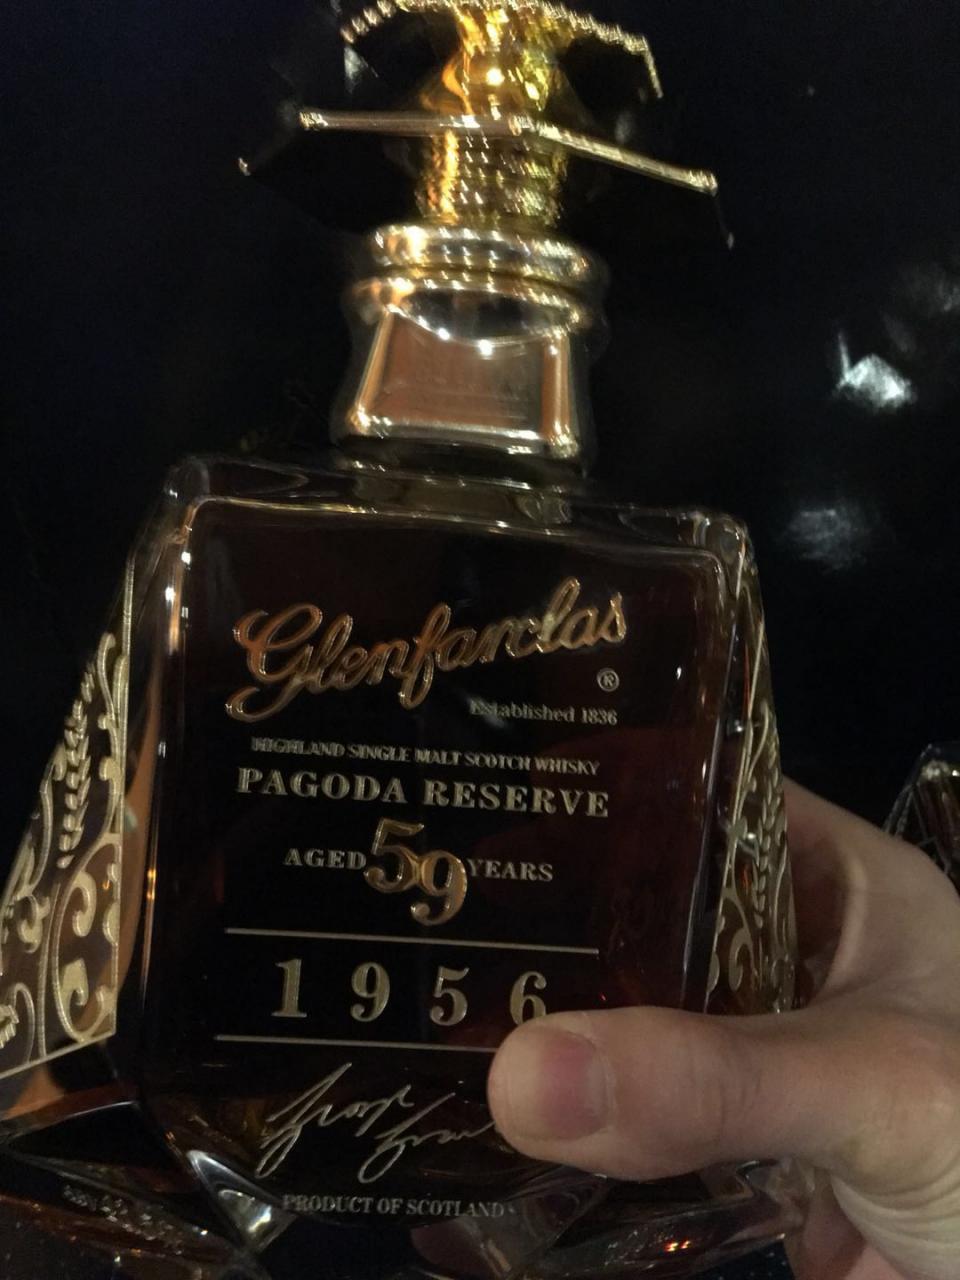 Glenfarclas
®
Established 1836
HIGHLAND SINGLE MALT SCOTCH WHISKY
PAGODA RESERVE
AGED 59 YEARS
1956
PRODUCT OF SCOTLAND